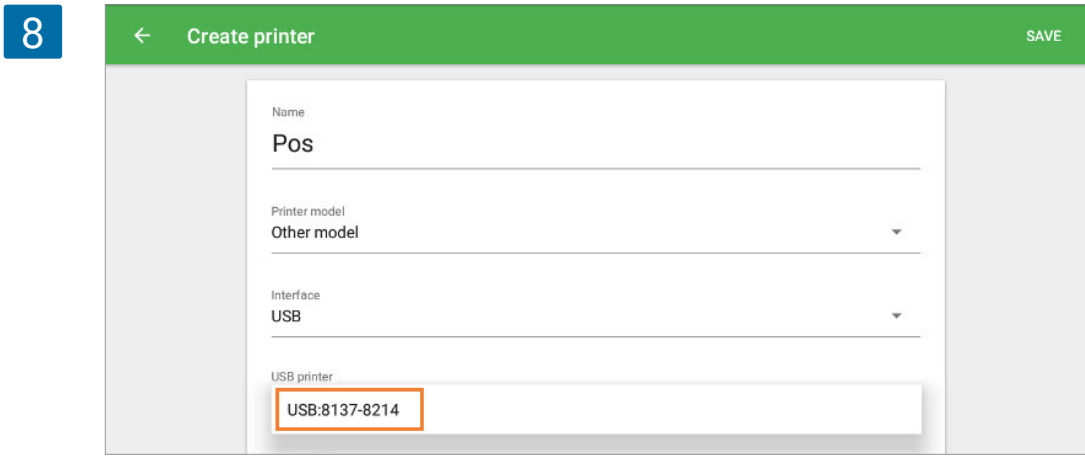 8
Create printer
SAVE
Name
Pos
Printer model
Other model
Interface
USB
USB printer
USB:8137-8214